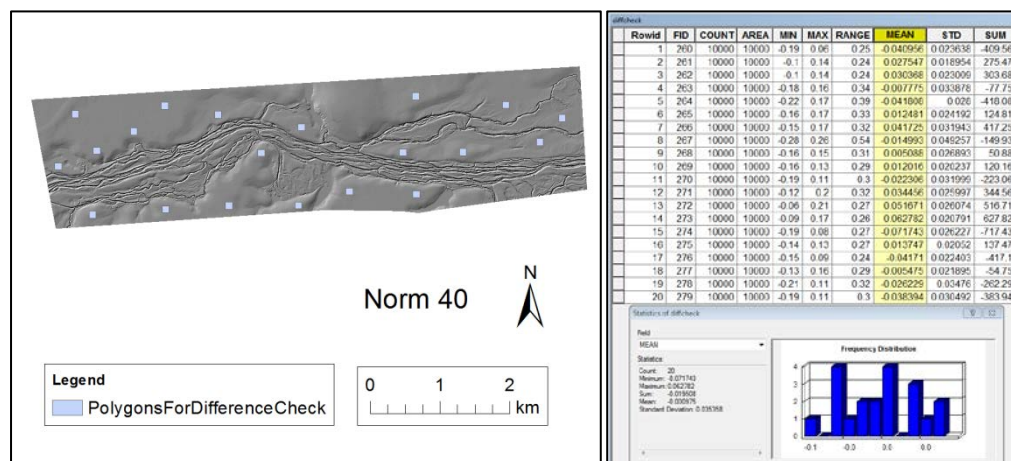 N
Norm 40
Legend
PolygonsForDifferenceCheck
0 1 2
km
diffcheck
Rowid FID COUNT AREA MIN MAX RANGE MEAN STD SUM
1 260 10000 10000 -0.19 0.06 0.25 -0.040956 0.023638 -409.56
2 261 10000 10000 -0.1 0.14 0.24 0.027547 0.018954 275.47
3 262 10000 10000 -0.1 0.14 0.24 0.030368 0.023009 303.68
4 263 10000 10000 -0.18 0.16 0.34 -0.007775 0.033878 -77.75
5 264 10000 10000 -0.22 0.17 0.39 -0.041808 0.028 -418.08
6 265 10000 10000 -0.16 0.17 0.33 0.012481 0.024192 124.81
7 266 10000 10000 -0.15 0.17 0.32 0.041725 0.031943 417.25
8 267 10000 10000 -0.28 0.26 0.54 -0.014993 0.049257 -149.93
9 268 10000 10000 -0.16 0.15 0.31 0.005088 0.026893 50.88
10 269 10000 10000 -0.16 0.13 0.29 0.012016 0.020237 120.16
11 270 10000 10000 -0.19 0.11 0.3 -0.022306 0.031999 -223.06
12 271 10000 10000 -0.12 0.2 0.32 0.034456 0.025997 344.56
13 272 10000 10000 -0.06 0.21 0.27 0.051671 0.026074 516.71
14 273 10000 10000 -0.09 0.17 0.26 0.062782 0.020791 627.82
15 274 10000 10000 -0.19 0.08 0.27 -0.071743 0.026227 -717.43
16 275 10000 10000 -0.14 0.13 0.27 0.013747 0.02052 137.47
17 276 10000 10000 -0.15 0.09 0.24 -0.04171 0.022403 -417.1
18 277 10000 10000 -0.13 0.16 0.29 -0.005475 0.021895 -54.75
19 278 10000 10000 -0.21 0.11 0.32 -0.026229 0.03476 -262.29
20 279 10000 10000 -0.19 0.11 0.3 -0.038394 0.030492 -383.94
Statistics of diffcheck
Field
MEAN
Statistics
Count: 20
Minimum: -0.071743
Maximum: 0.062782
Sum: -0.019508
Mean: -0.000975
Standard Deviation: 0.035358
Frequency Distribution
4
3
2
1
0
-0.1 -0.0 0.0 0.0